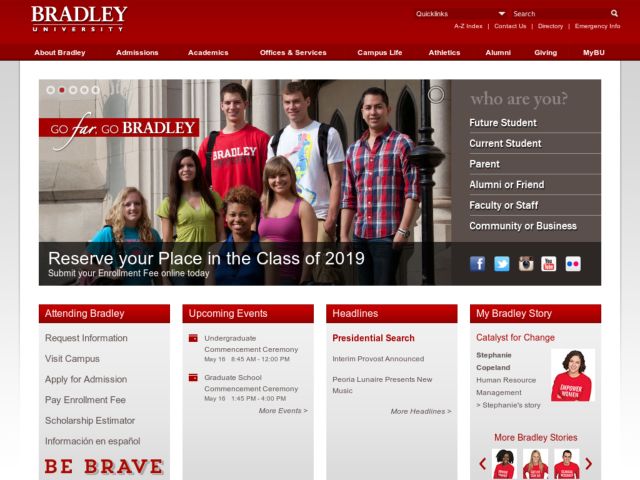 BRADLEY
UNIVERSITY
Quicklinks
Search
A-Z Index | Contact Us | Directory | Emergency Info
About Bradley
Admissions
Academics
Offices & Services
Campus Life
Athletics
Alumni
Giving
MyBU
GO far. GO BRADLEY
BRADLEY
who are you?
Future Student
Current Student
Parent
Alumni or Friend
Faculty or Staff
Community or Business
Reserve your Place in the Class of 2019
Submit your Enrollment Fee online today
You
Tube
Attending Bradley
Request Information
Visit Campus
Apply for Admission
Pay Enrollment Fee
Scholarship Estimator
Información en español
BE BRAVE
Upcoming Events
Undergraduate
Commencement Ceremony
May 16 8:45 AM - 12:00 PM
Graduate School
Commencement Ceremony
May 16 1:45 PM - 4:00 PM
More Events >
Headlines
Presidential Search
Interim Provost Announced
Peoria Lunaire Presents New
Music
More Headlines >
My Bradley Story
Catalyst for Change
Stephanie
Copeland
Human Resource
Management
> Stephanie's story
EMPOWER
WOMEN
More Bradley Stories